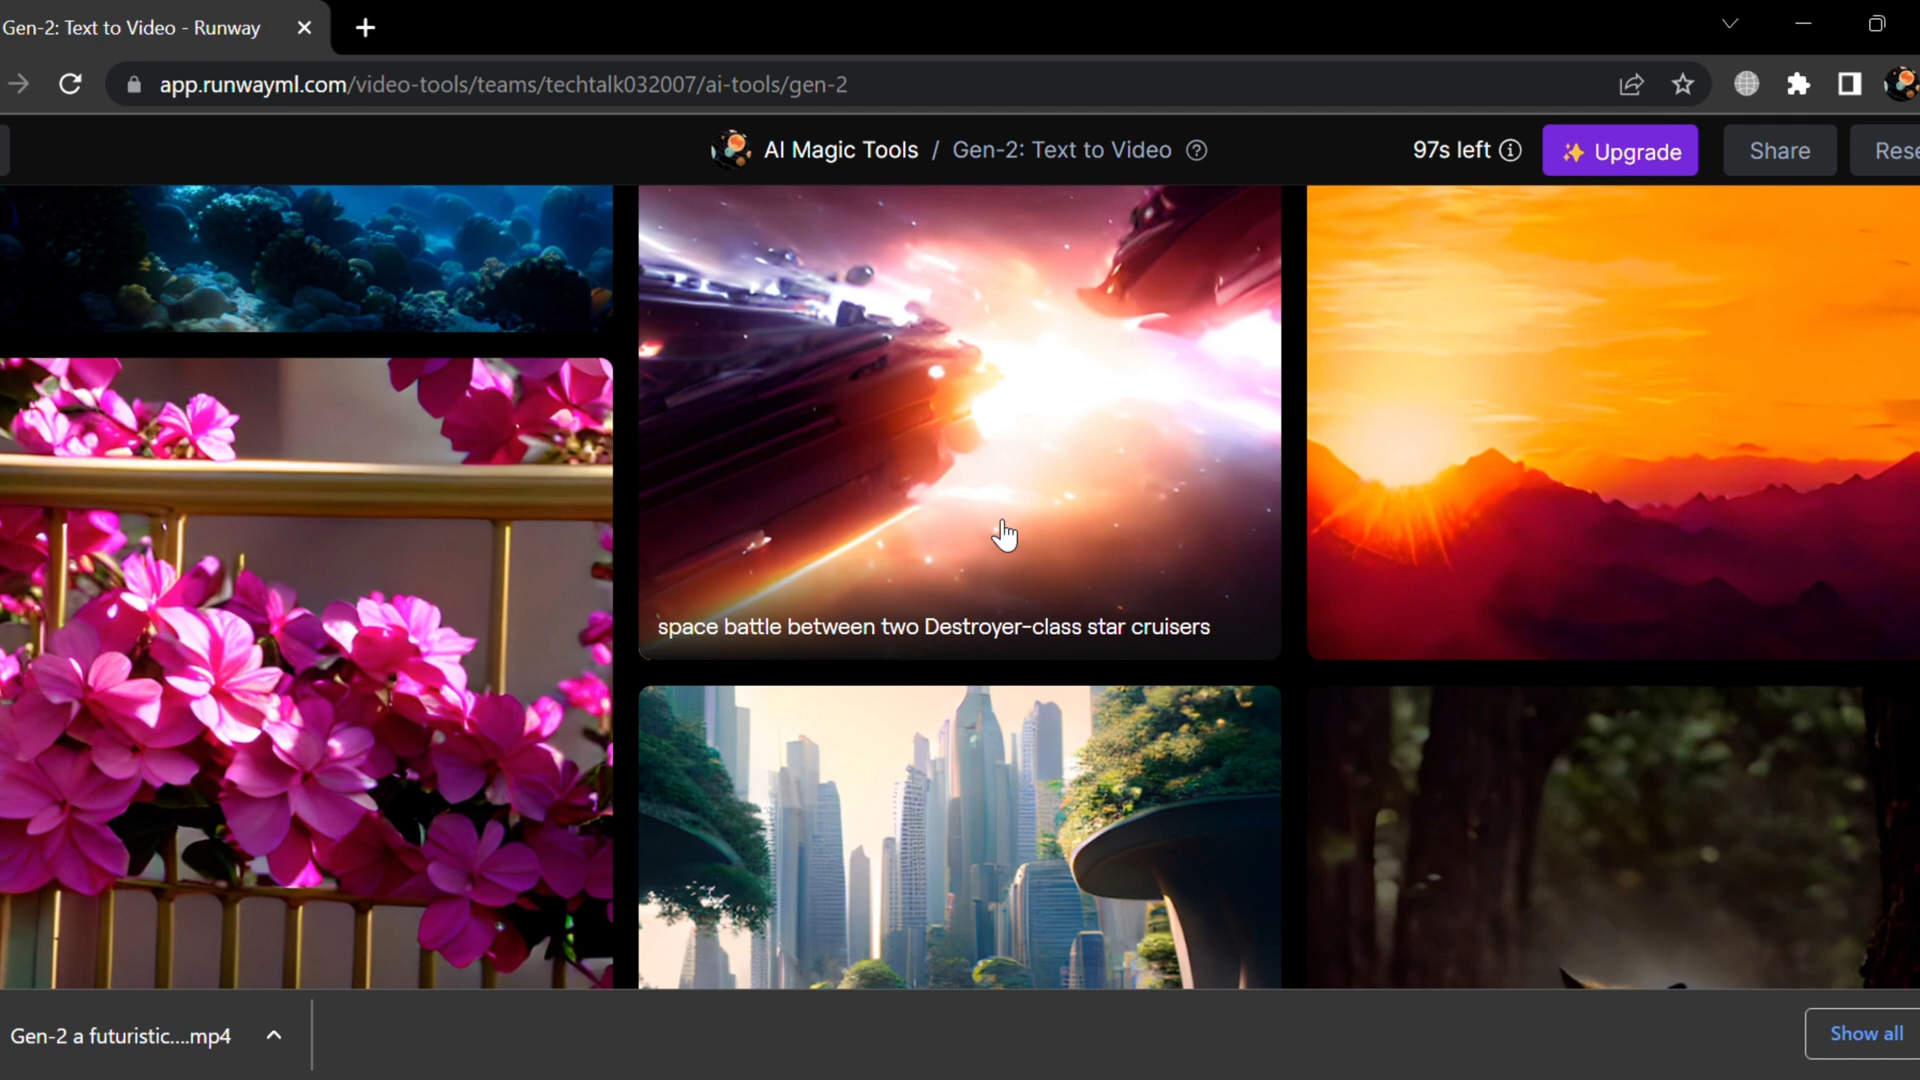 Gen-2: Text to Video - Runway
app.runwayml.com/video-tools/teams/techtalk032007/ai-tools/gen-2
AI Magic Tools / Gen-2: Text to Video
97s left
Upgrade
Share
space battle between two Destroyer-class star cruisers
Gen-2 a futuristic....mp4
Show all